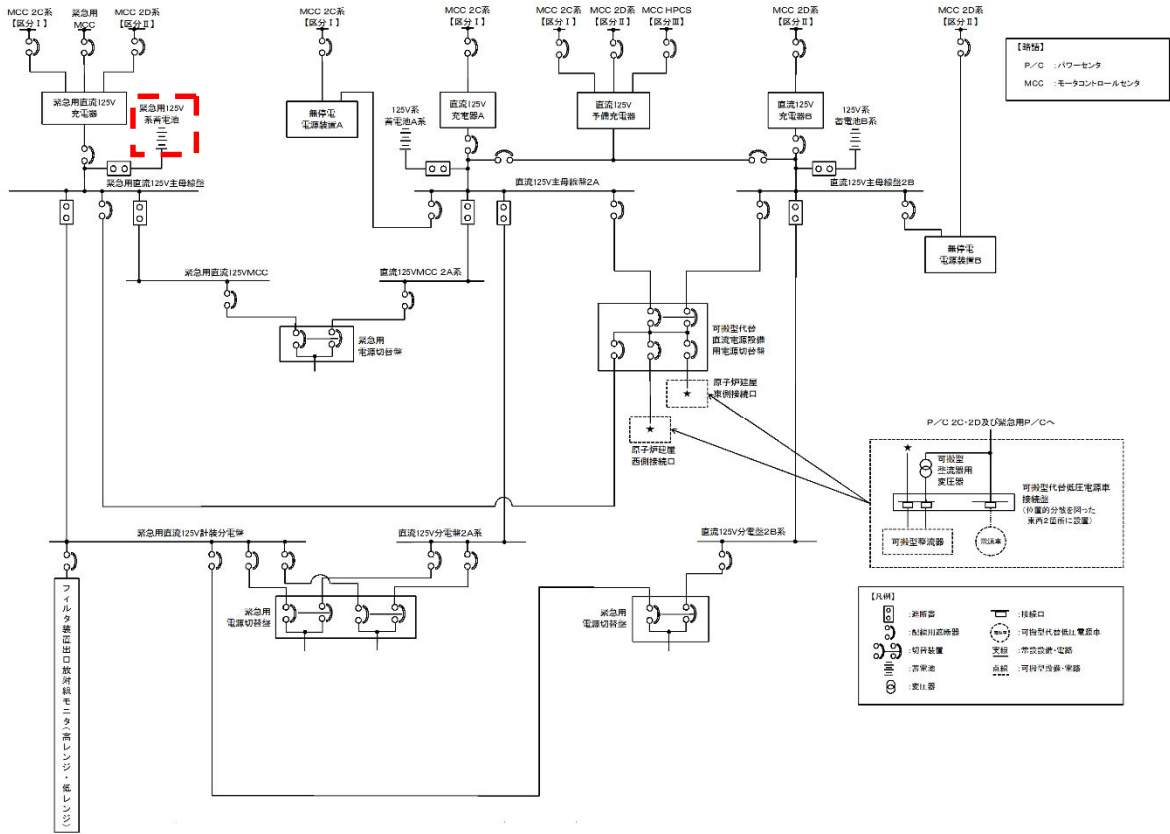 MCC 2C系
【区分Ⅰ】
緊急用
MCC
MCC 2D系
【区分Ⅱ】
MCC 2C系
【区分Ⅰ】
MCC 2C系
【区分Ⅰ】
MCC 2C系
【区分Ⅰ】
MCC 2D系
【区分Ⅱ】
MCC HPCS
【区分Ⅲ】
MCC 2D系
【区分Ⅱ】
MCC 2D系
【区分Ⅱ】
【略語】
P/C :パワーセンタ
MCC :モータコントロールセンタ
緊急用直流125V
充電器
緊急用125V
系蓄電池
無停電
電源装置A
125V系
蓄電池A系
直流125V
充電器A
直流125V
予備充電器
直流125V
充電器B
125V系
蓄電池B系
緊急用直流125V主母線盤
直流125V主母線盤2A
直流125V主母線盤2B
無停電
電源装置B
緊急用直流125VMCC
直流125VMCC 2A系
緊急用
電源切替盤
可搬型代替
直流電源設備
用電源切替盤
原子炉建屋
東側接続口
原子炉建屋
西側接続口
P/C 2C・2D及び緊急用P/Cへ
可搬型
整流器用
変圧器
可搬型代替低圧電源車
接続盤
(位置的分散を図った
東西2箇所に設置)
可搬型整流器
電源車
緊急用直流125V計装分電盤
直流125V分電盤2A系
直流125V分電盤2B系
緊急用
電源切替盤
緊急用
電源切替盤
フィルタ装置出口放射線モニタ(高レンジ・低レンジ)
【凡例】
:遮断器
:配線用遮断器
:切替装置
:蓄電池
:変圧器
:接続口
電源車 :可搬型代替低圧電源車
実線 :常設設備・電路
点線 :可搬型設備・電路